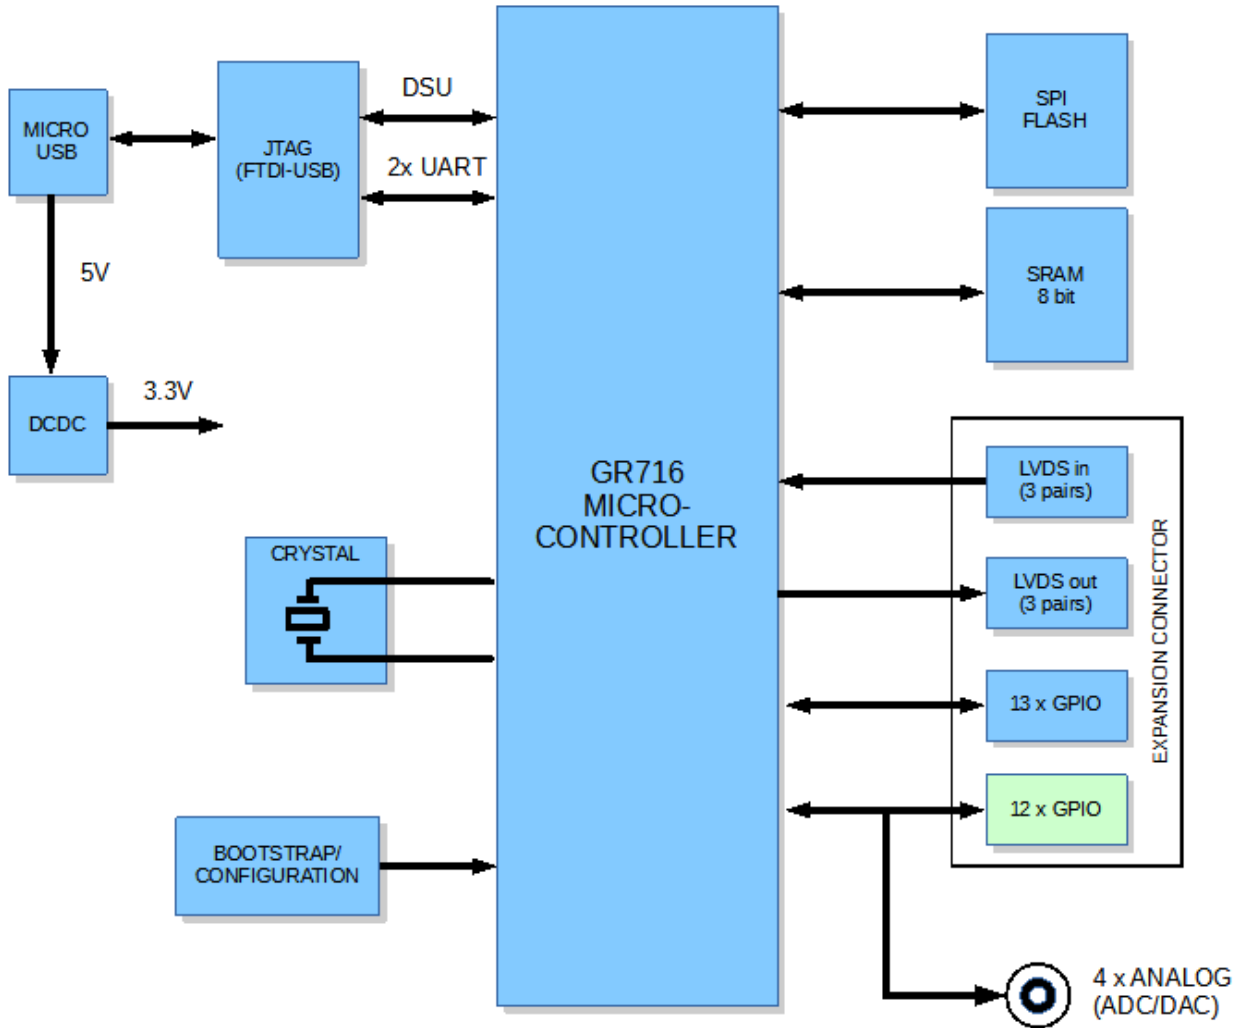 MICRO
USB
JTAG
(FTDI-USB)
DSU
2x UART
5V
DCDC
3.3V
CRYSTAL
BOOTSTRAP/
CONFIGURATION
GR716
MICRO-
CONTROLLER
SPI
FLASH
SRAM
8 bit
LVDS in
(3 pairs)
LVDS out
(3 pairs)
13 x GPIO
12 x GPIO
EXPANSION CONNECTOR
4 x ANALOG
(ADC/DAC)